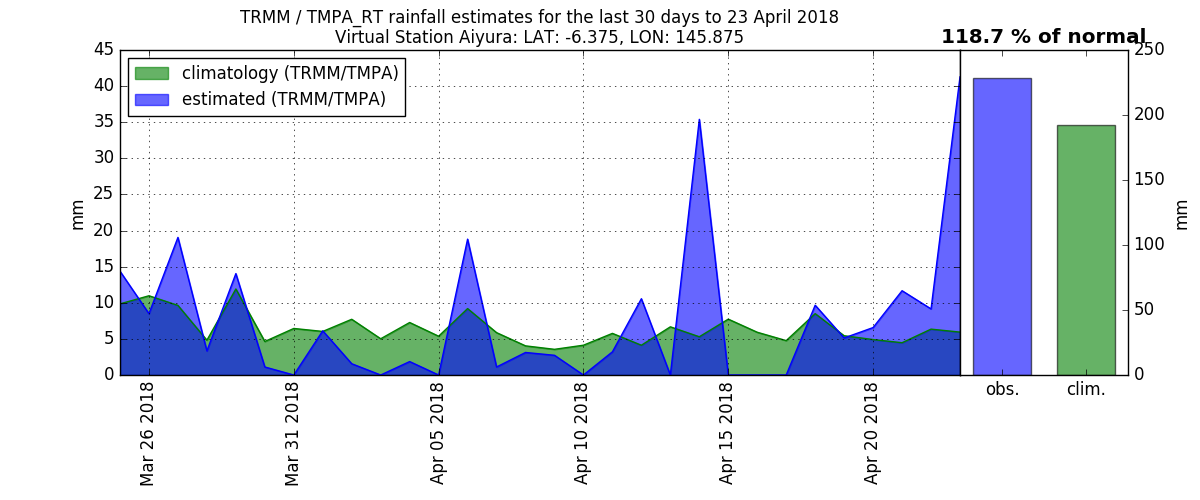 TRMM / TMPA_RT rainfall estimates for the last 30 days to 23 April 2018
Virtual Station Aiyura: LAT: -6.375, LON: 145.875
118.7 % of normal
climatology (TRMM/TMPA)
estimated (TRMM/TMPA)
45
40
35
30
25
20
15
10
5
0
mm
Mar 26 2018
Mar 31 2018
Apr 05 2018
Apr 10 2018
Apr 15 2018
Apr 20 2018
250
200
150
100
50
0
mm
obs.
clim.